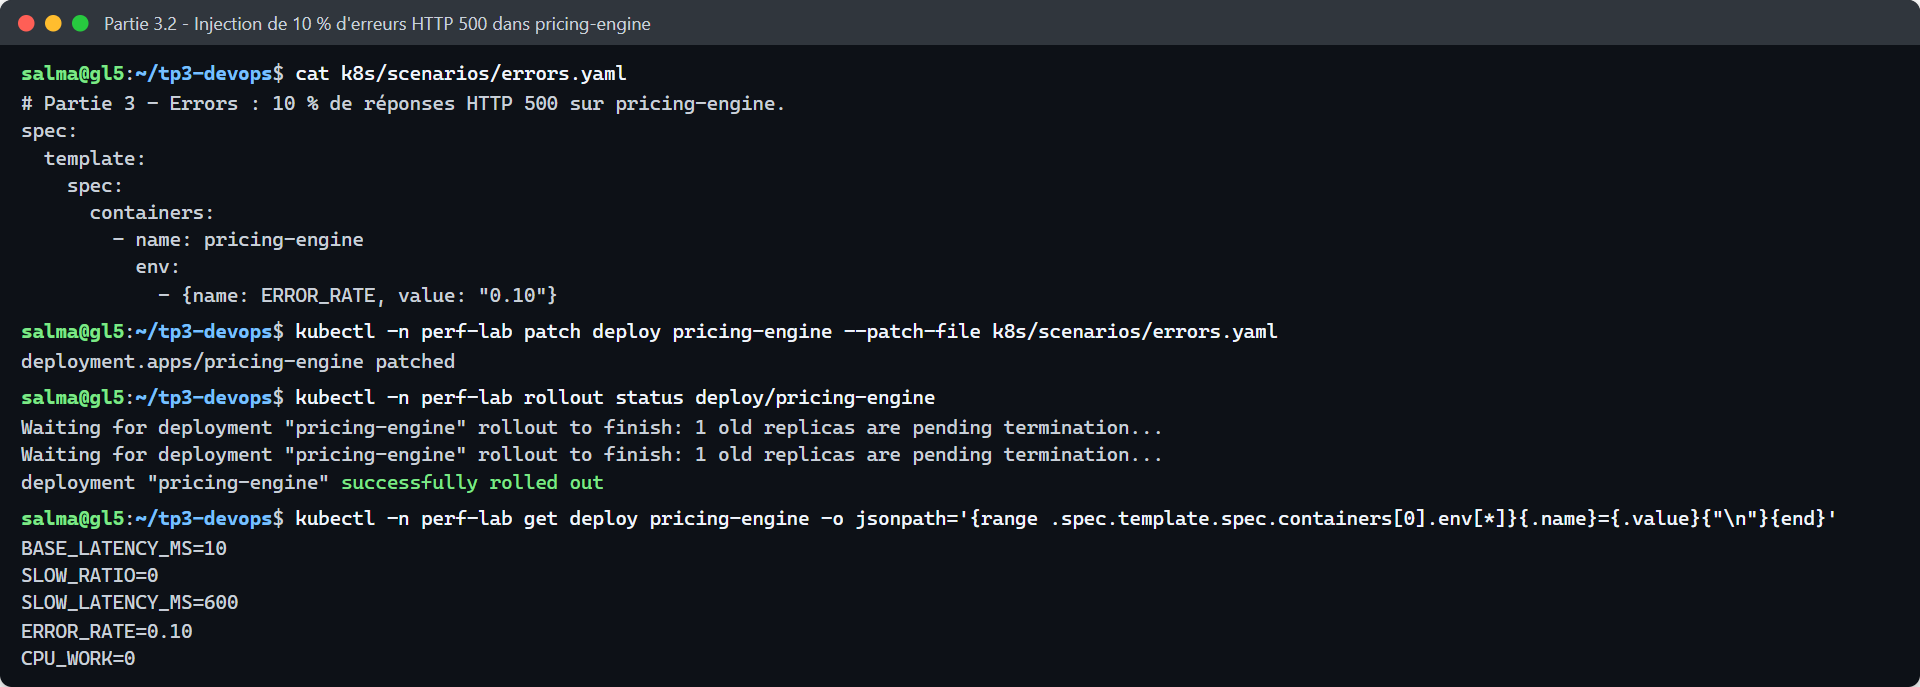 Partie 3.2 - Injection de 10 % d'erreurs HTTP 500 dans pricing-engine
salma@gl5:~/tp3-devops$ cat k8s/scenarios/errors.yaml
# Partie 3 - Errors : 10 % de réponses HTTP 500 sur pricing-engine.
spec:
  template:
    spec:
      containers:
        - name: pricing-engine
          env:
            - {name: ERROR_RATE, value: "0.10"}
salma@gl5:~/tp3-devops$ kubectl -n perf-lab patch deploy pricing-engine --patch-file k8s/scenarios/errors.yaml
deployment.apps/pricing-engine patched
salma@gl5:~/tp3-devops$ kubectl -n perf-lab rollout status deploy/pricing-engine
Waiting for deployment "pricing-engine" rollout to finish: 1 old replicas are pending termination...
Waiting for deployment "pricing-engine" rollout to finish: 1 old replicas are pending termination...
deployment "pricing-engine" successfully rolled out
salma@gl5:~/tp3-devops$ kubectl -n perf-lab get deploy pricing-engine -o jsonpath='{range .spec.template.spec.containers[0].env[*]}{.name}={.value}{"\n"}{end}'
BASE_LATENCY_MS=10
SLOW_RATIO=0
SLOW_LATENCY_MS=600
ERROR_RATE=0.10
CPU_WORK=0